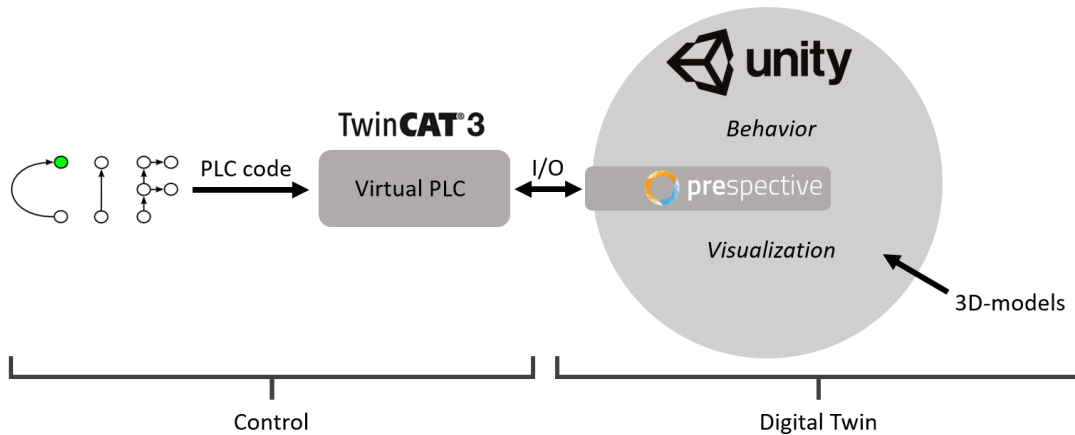 unity
Behavior
TwinCAT®3
PLC code
Virtual PLC
I/O
prespective
Visualization
3D-models
Control
Digital Twin